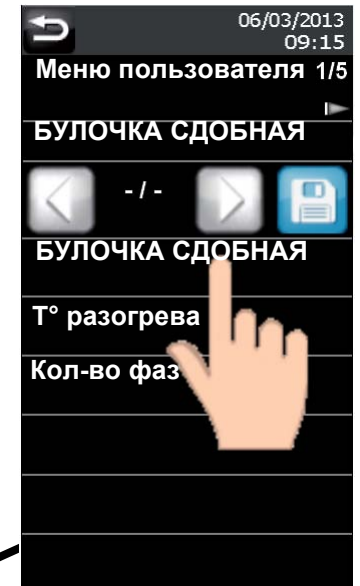 06/03/2013
09:15
Меню пользователя 1/5
БУЛОЧКА СДОБНАЯ
- / -
БУЛОЧКА СДОБНАЯ
Т° разогрева
Кол-во фаз